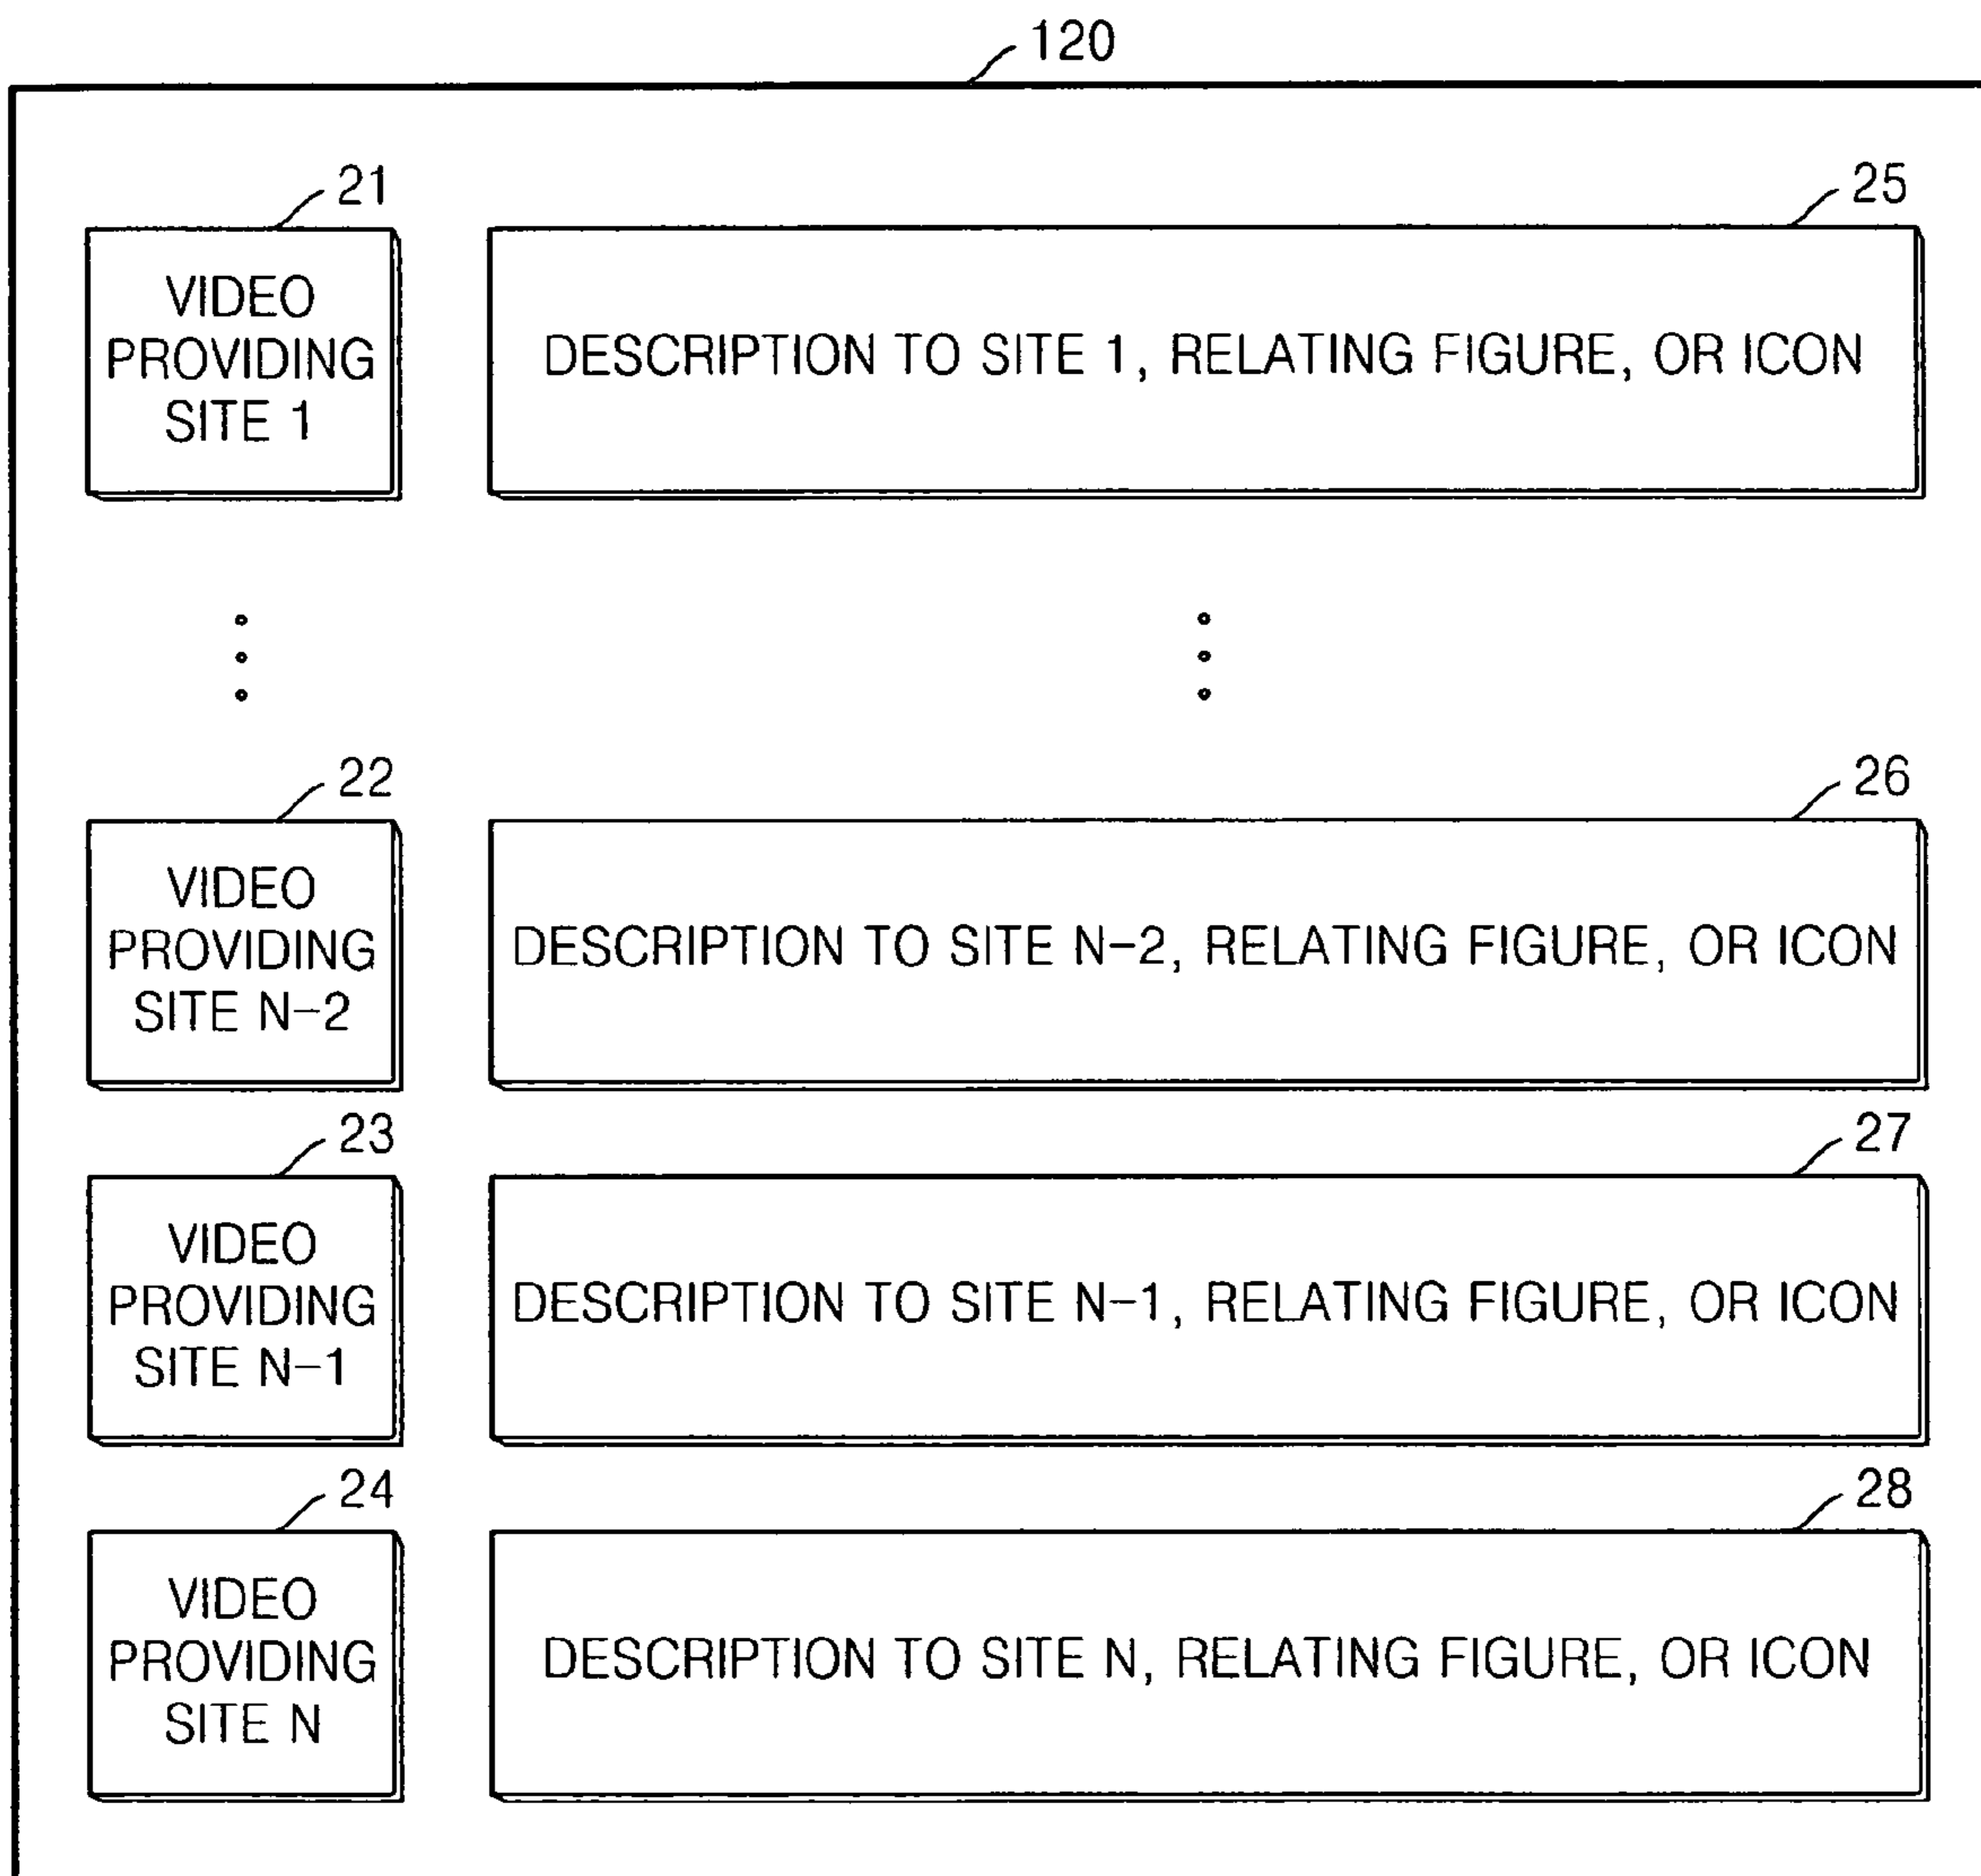 120
21
25
VIDEO
PROVIDING
SITE 1
DESCRIPTION TO SITE 1, RELATING FIGURE, OR ICON
22
26
VIDEO
PROVIDING
SITE N-2
DESCRIPTION TO SITE N-2, RELATING FIGURE, OR ICON
23
27
VIDEO
PROVIDING
SITE N-1
DESCRIPTION TO SITE N-1, RELATING FIGURE, OR ICON
24
28
VIDEO
PROVIDING
SITE N
DESCRIPTION TO SITE N, RELATING FIGURE, OR ICON